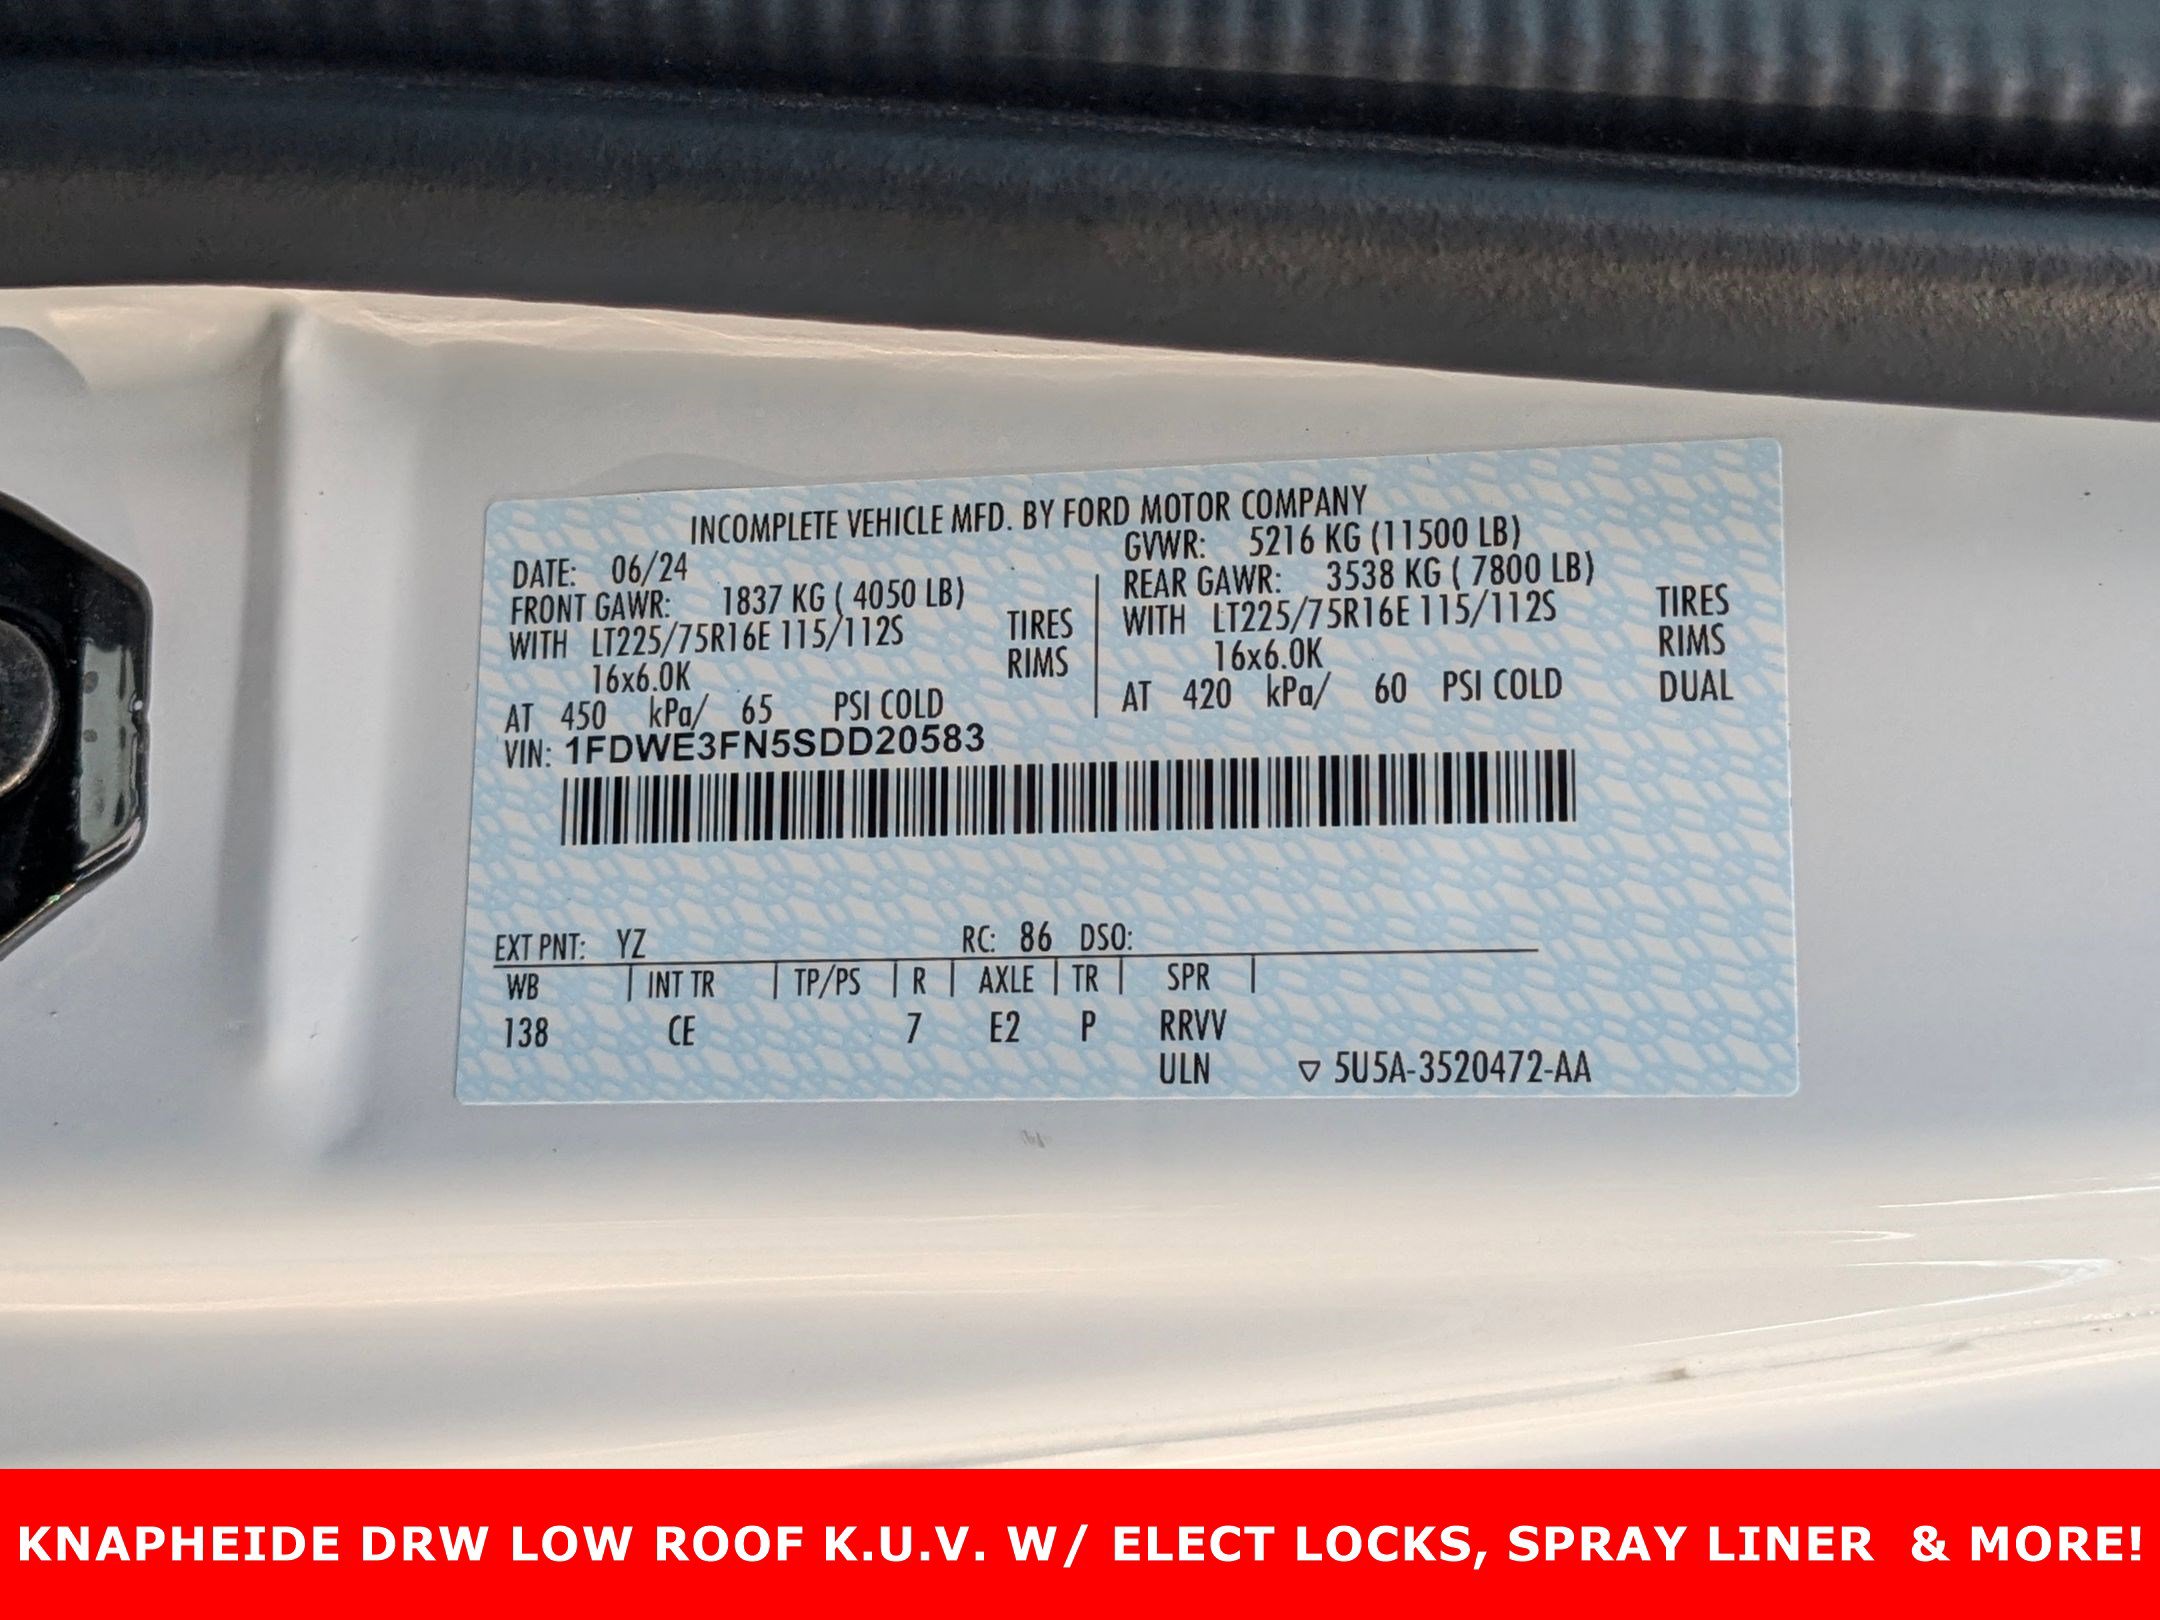 INCOMPLETE VEHICLE MFD. BY FORD MOTOR COMPANY
DATE: 06/24 GVWR: 5216 KG (11500 LB)
FRONT GAWR: 1837 KG ( 4050 LB) REAR GAWR: 3538 KG ( 7800 LB)
WITH LT225/75R16E 115/112S TIRES WITH LT225/75R16E 115/112S TIRES
16x6.0K RIMS 16x6.0K RIMS
AT 450 kPa/ 65 PSI COLD AT 420 kPa/ 60 PSI COLD DUAL
VIN: 1FDWE3FN5SDD20583
EXT PNT: YZ RC: 86 DSO:
WB INT TR TP/PS R AXLE TR SPR
138 CE 7 E2 P RRVV
ULN ▽ 5U5A-3520472-AA
KNAPHEIDE DRW LOW ROOF K.U.V. W/ ELECT LOCKS, SPRAY LINER & MORE!